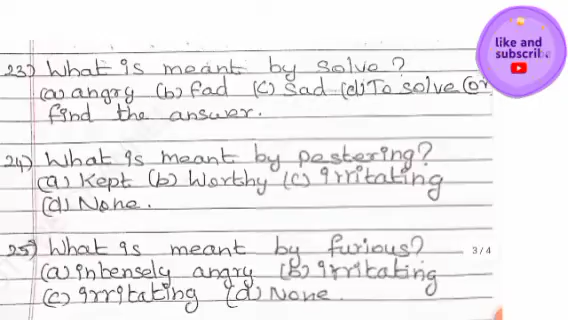 like and
subscribe
23) What is meant by solve?
(a) angry (b) fad (c) sad (d) To solve (or)
find the answer.
24) What is meant by pestering?
(a) Kept (b) Worthy (c) irritating
(d) None.
25) What is meant by furious?
3/4
(a) intensely angry (b) irritating
(c) irritating (d) None.